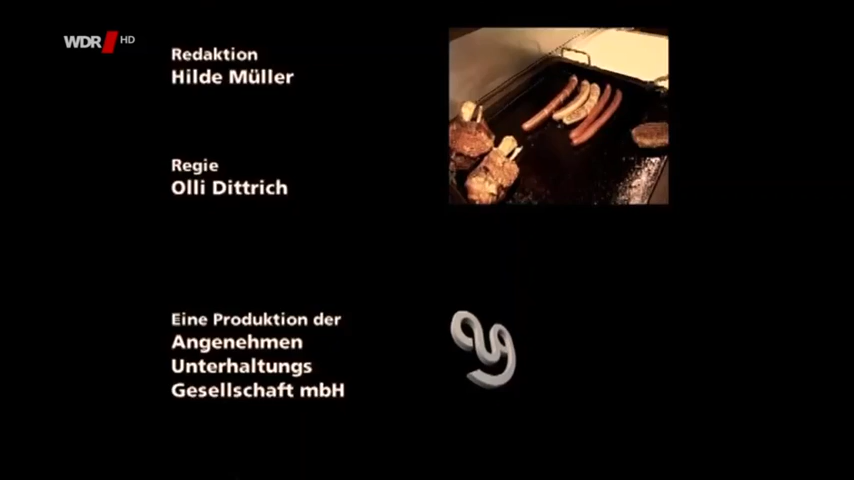 WDR HD
Redaktion
Hilde Müller
Regie
Olli Dittrich
Eine Produktion der
Angenehmen
Unterhaltungs
Gesellschaft mbH